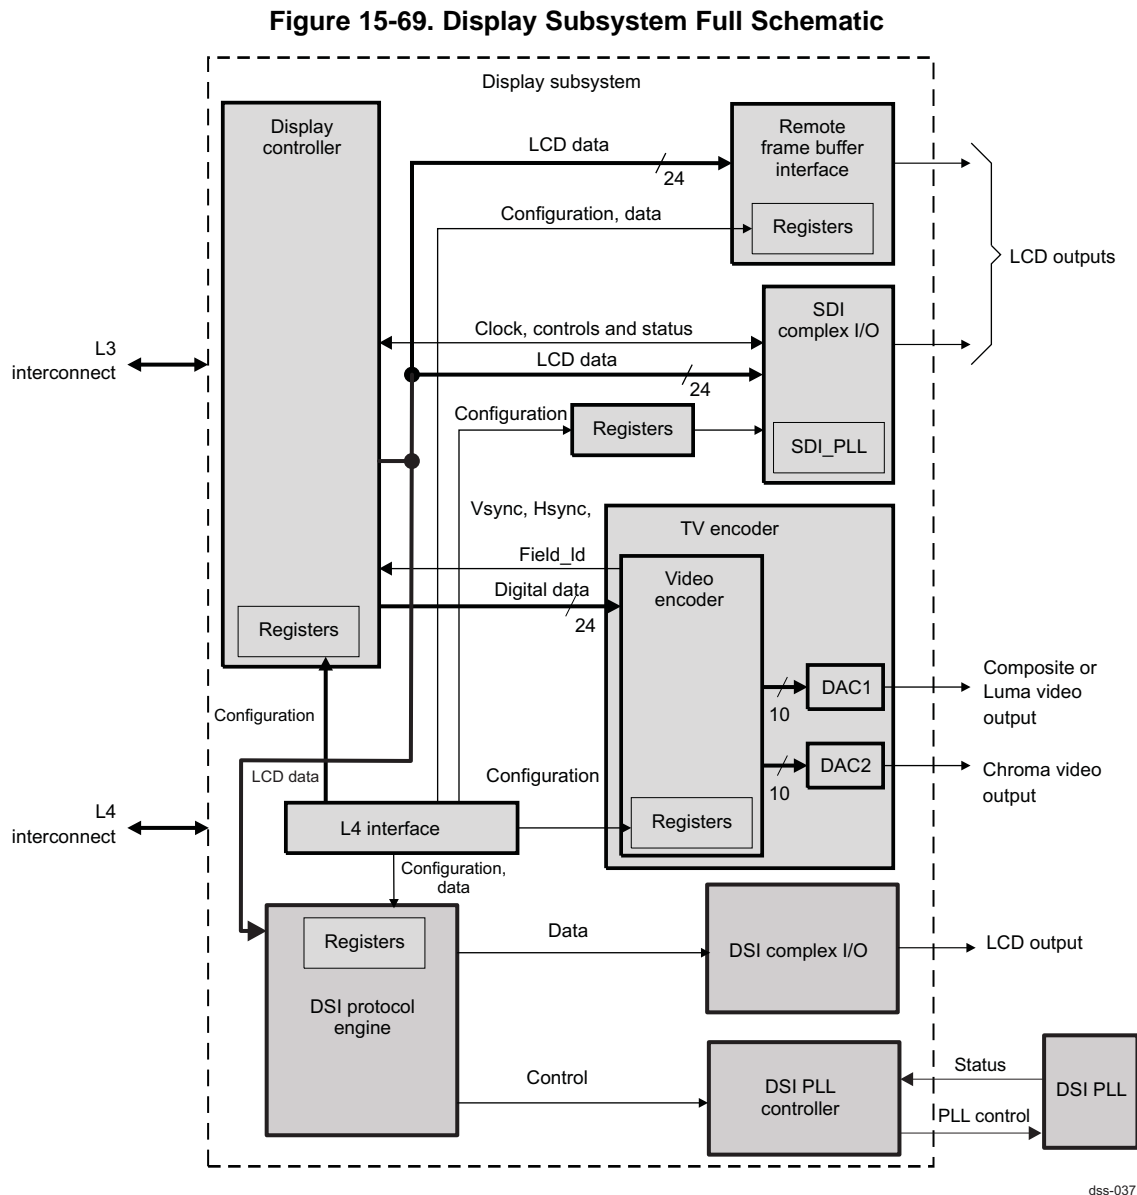 Figure 15-69. Display Subsystem Full Schematic
Display subsystem
Display
controller
LCD data
24
Remote
frame buffer
interface
Configuration, data
Registers
LCD outputs
Clock, controls and status
SDI
complex I/O
L3
interconnect
LCD data
24
Configuration
Registers
SDI_PLL
Vsync, Hsync,
TV encoder
Field_Id
Video
encoder
Digital data
24
Registers
DAC1
10
Composite or
Luma video
output
Configuration
LCD data
Configuration
DAC2
10
Chroma video
output
L4
interconnect
L4 interface
Registers
Configuration,
data
Registers
Data
DSI complex I/O
LCD output
DSI protocol
engine
Control
DSI PLL
controller
Status
DSI PLL
PLL control
dss-037